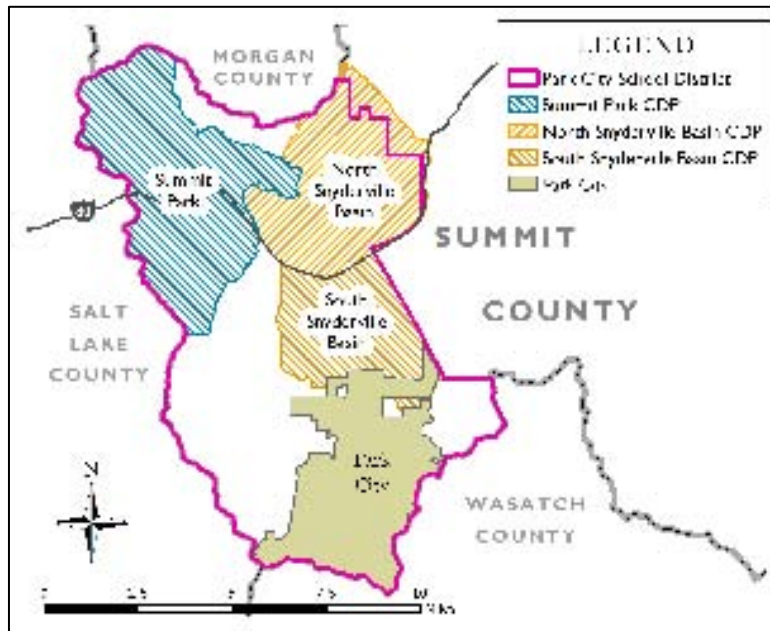 MORGAN
COUNTY
LEGEND
Park City School District
Summit Park CDP
North Snyderville Basin CDP
South Snyderville Basin CDP
Park City
Summit
Park
North
Snyderville
Basin
80
SUMMIT
COUNTY
South
Snyderville
Basin
SALT
LAKE
COUNTY
Park
City
N
WASATCH
COUNTY
0 2.5 5 7.5 10
Miles